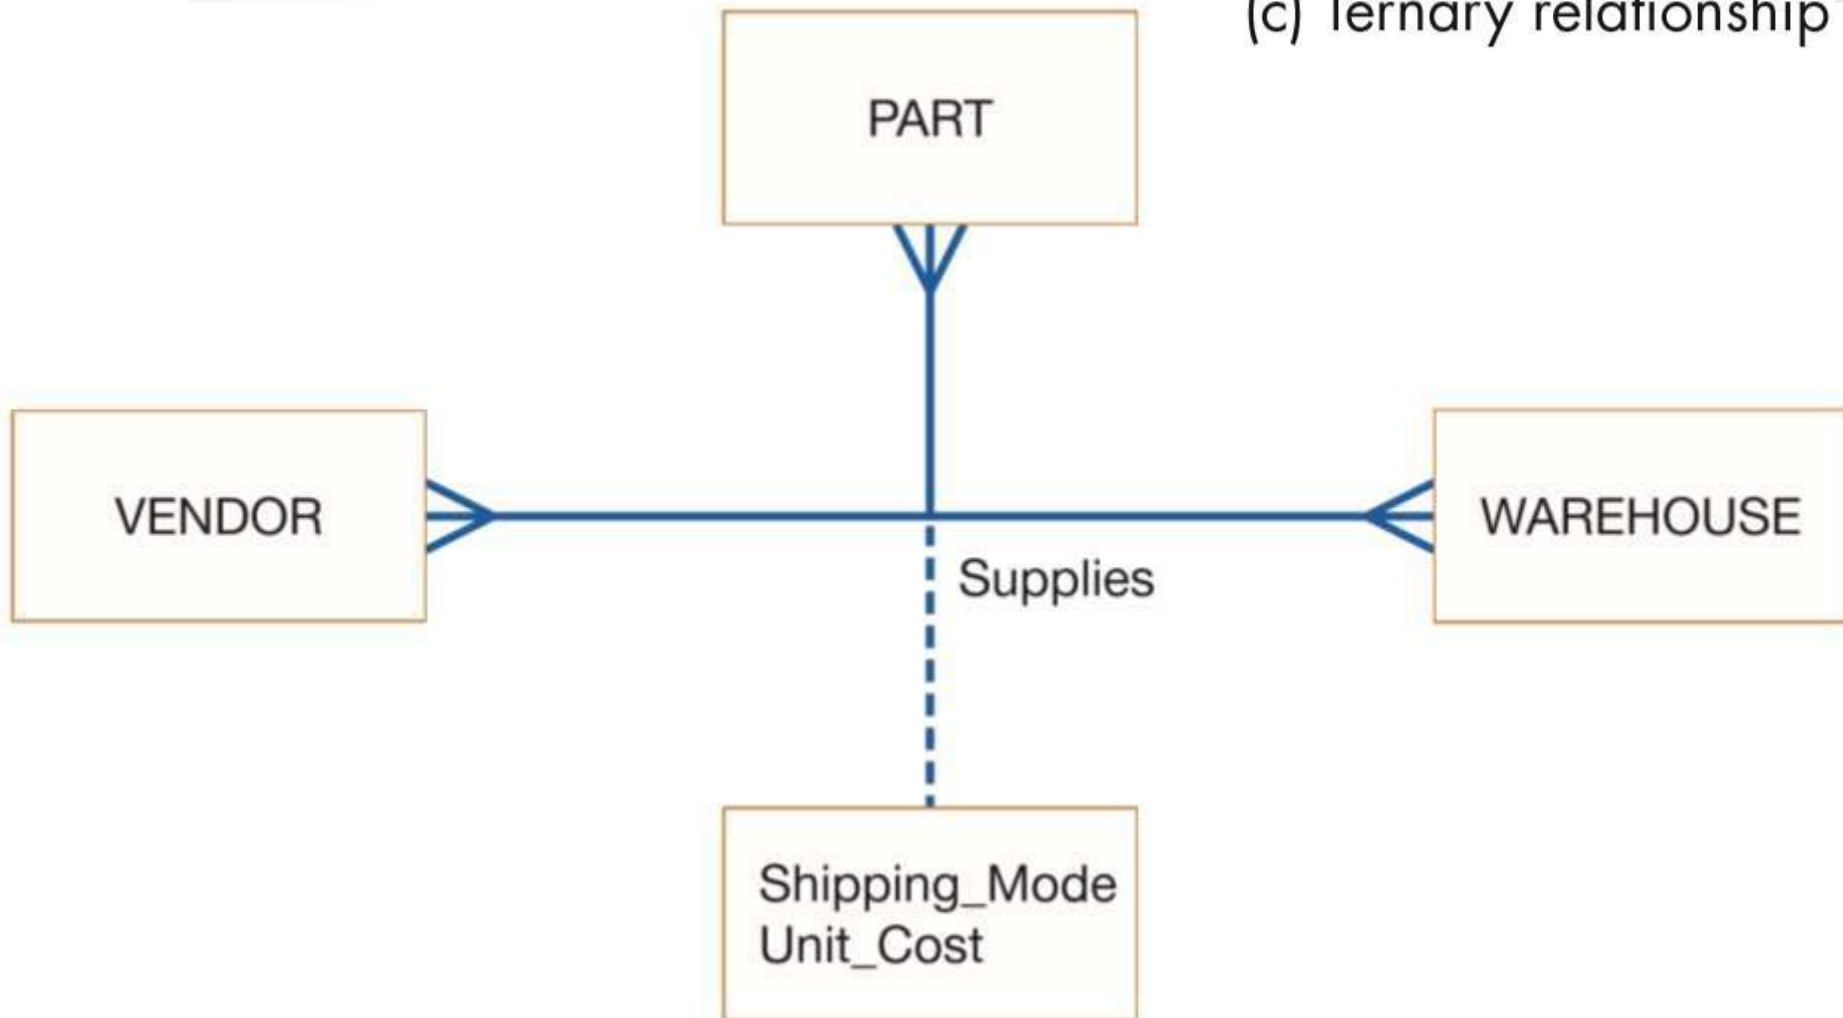 (c) Ternary relationship
PART
VENDOR
WAREHOUSE
Supplies
Shipping_Mode
Unit_Cost